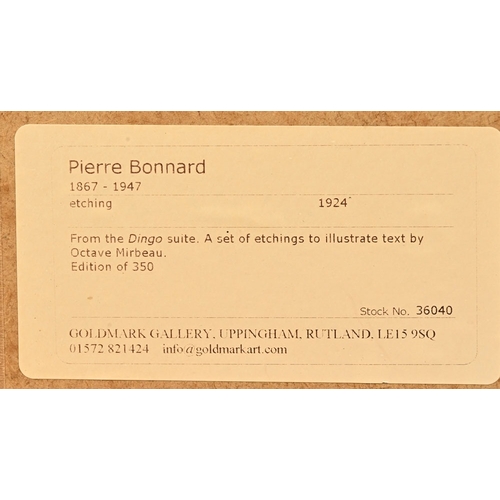 Pierre Bonnard
1867 - 1947
etching 1924
From the Dingo suite. A set of etchings to illustrate text by
Octave Mirbeau.
Edition of 350
Stock No. 36040
GOLDMARK GALLERY, UPPINGHAM, RUTLAND, LE15 9SQ
01572 821424 info@goldmarkart.com